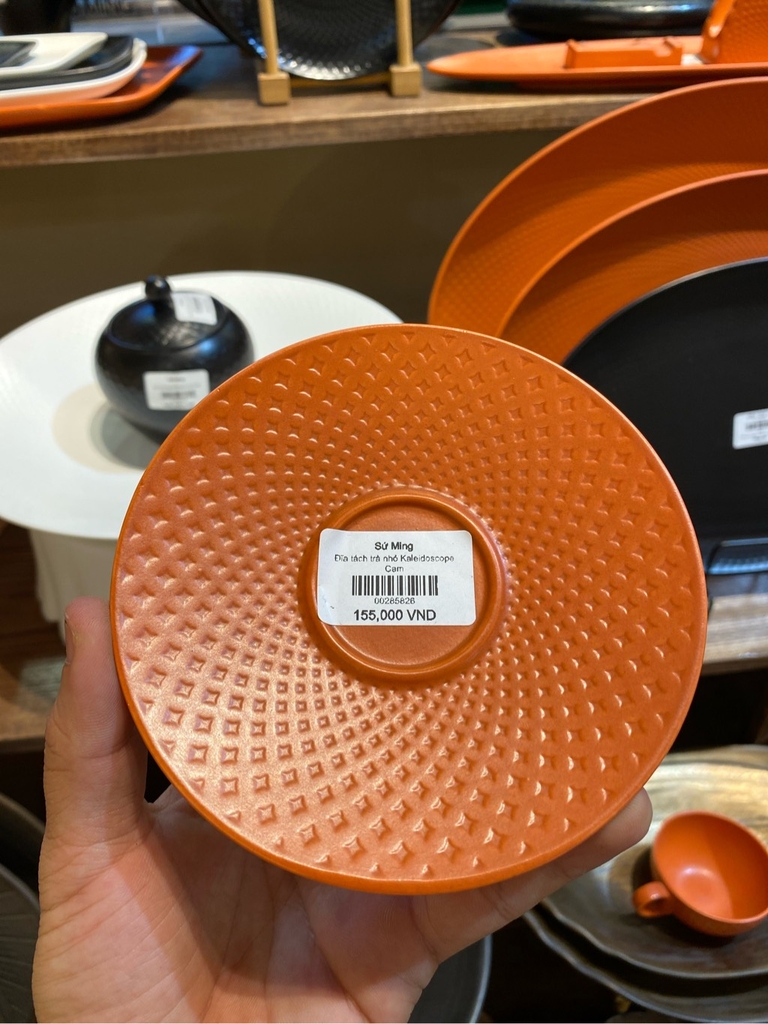 Sứ Ming
Đĩa tách trà nhỏ Kaleidoscope
Cam
00285826
155,000 VND